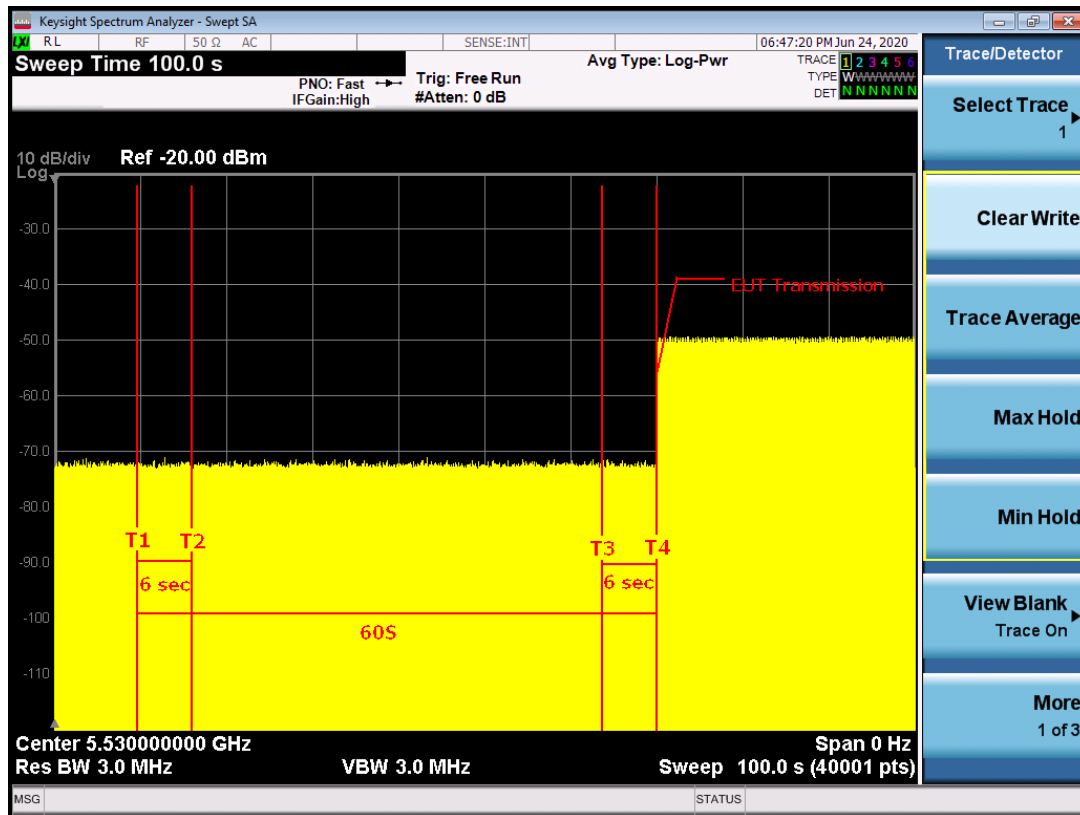 Keysight Spectrum Analyzer - Swept SA
LXI RL RF 50 Ω AC SENSE:INT 06:47:20 PM Jun 24, 2020
Sweep Time 100.0 s
PNO: Fast
IFGain:High
Trig: Free Run
#Atten: 0 dB
Avg Type: Log-Pwr
TRACE 1 2 3 4 5 6
TYPE WWWWWW
DET N N N N N N
10 dB/div
Log
Ref -20.00 dBm
-30.0
-40.0
-50.0
-60.0
-70.0
-80.0
-90.0
-100
-110
EUT Transmission
T1 T2
6 sec
T3 T4
6 sec
60S
Center 5.530000000 GHz
Span 0 Hz
Res BW 3.0 MHz
VBW 3.0 MHz
Sweep 100.0 s (40001 pts)
MSG
STATUS
Trace/Detector
Select Trace
1
Clear Write
Trace Average
Max Hold
Min Hold
View Blank
Trace On
More
1 of 3